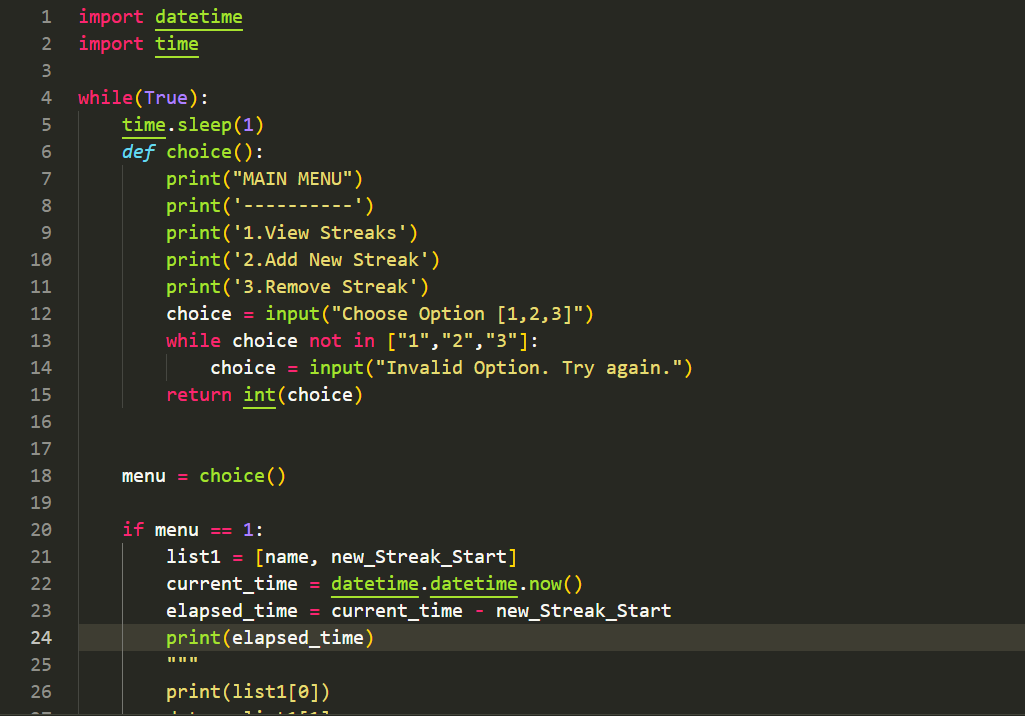 1 import datetime
2 import time
3
4 while(True):
5     time.sleep(1)
6     def choice():
7         print("MAIN MENU")
8         print('----------')
9         print('1.View Streaks')
10         print('2.Add New Streak')
11         print('3.Remove Streak')
12         choice = input("Choose Option [1,2,3]")
13         while choice not in ["1","2","3"]:
14             choice = input("Invalid Option. Try again.")
15         return int(choice)
16
17
18     menu = choice()
19
20     if menu == 1:
21         list1 = [name, new_Streak_Start]
22         current_time = datetime.datetime.now()
23         elapsed_time = current_time - new_Streak_Start
24         print(elapsed_time)
25         """
26         print(list1[0])